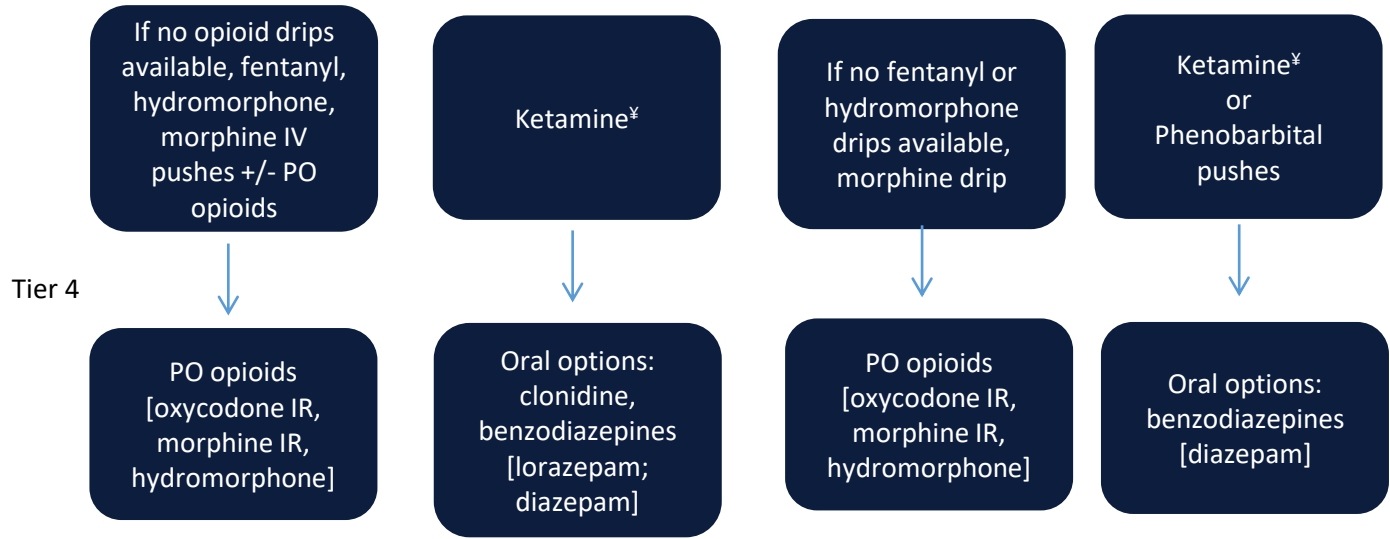 If no opioid drips
available, fentanyl,
hydromorphone,
morphine IV
pushes +/- PO
opioids
Ketamine¥
If no fentanyl or
hydromorphone
drips available,
morphine drip
Ketamine¥
or
Phenobarbital
pushes
Tier 4
PO opioids
[oxycodone IR,
morphine IR,
hydromorphone]
Oral options:
clonidine,
benzodiazepines
[lorazepam;
diazepam]
PO opioids
[oxycodone IR,
morphine IR,
hydromorphone]
Oral options:
benzodiazepines
[diazepam]